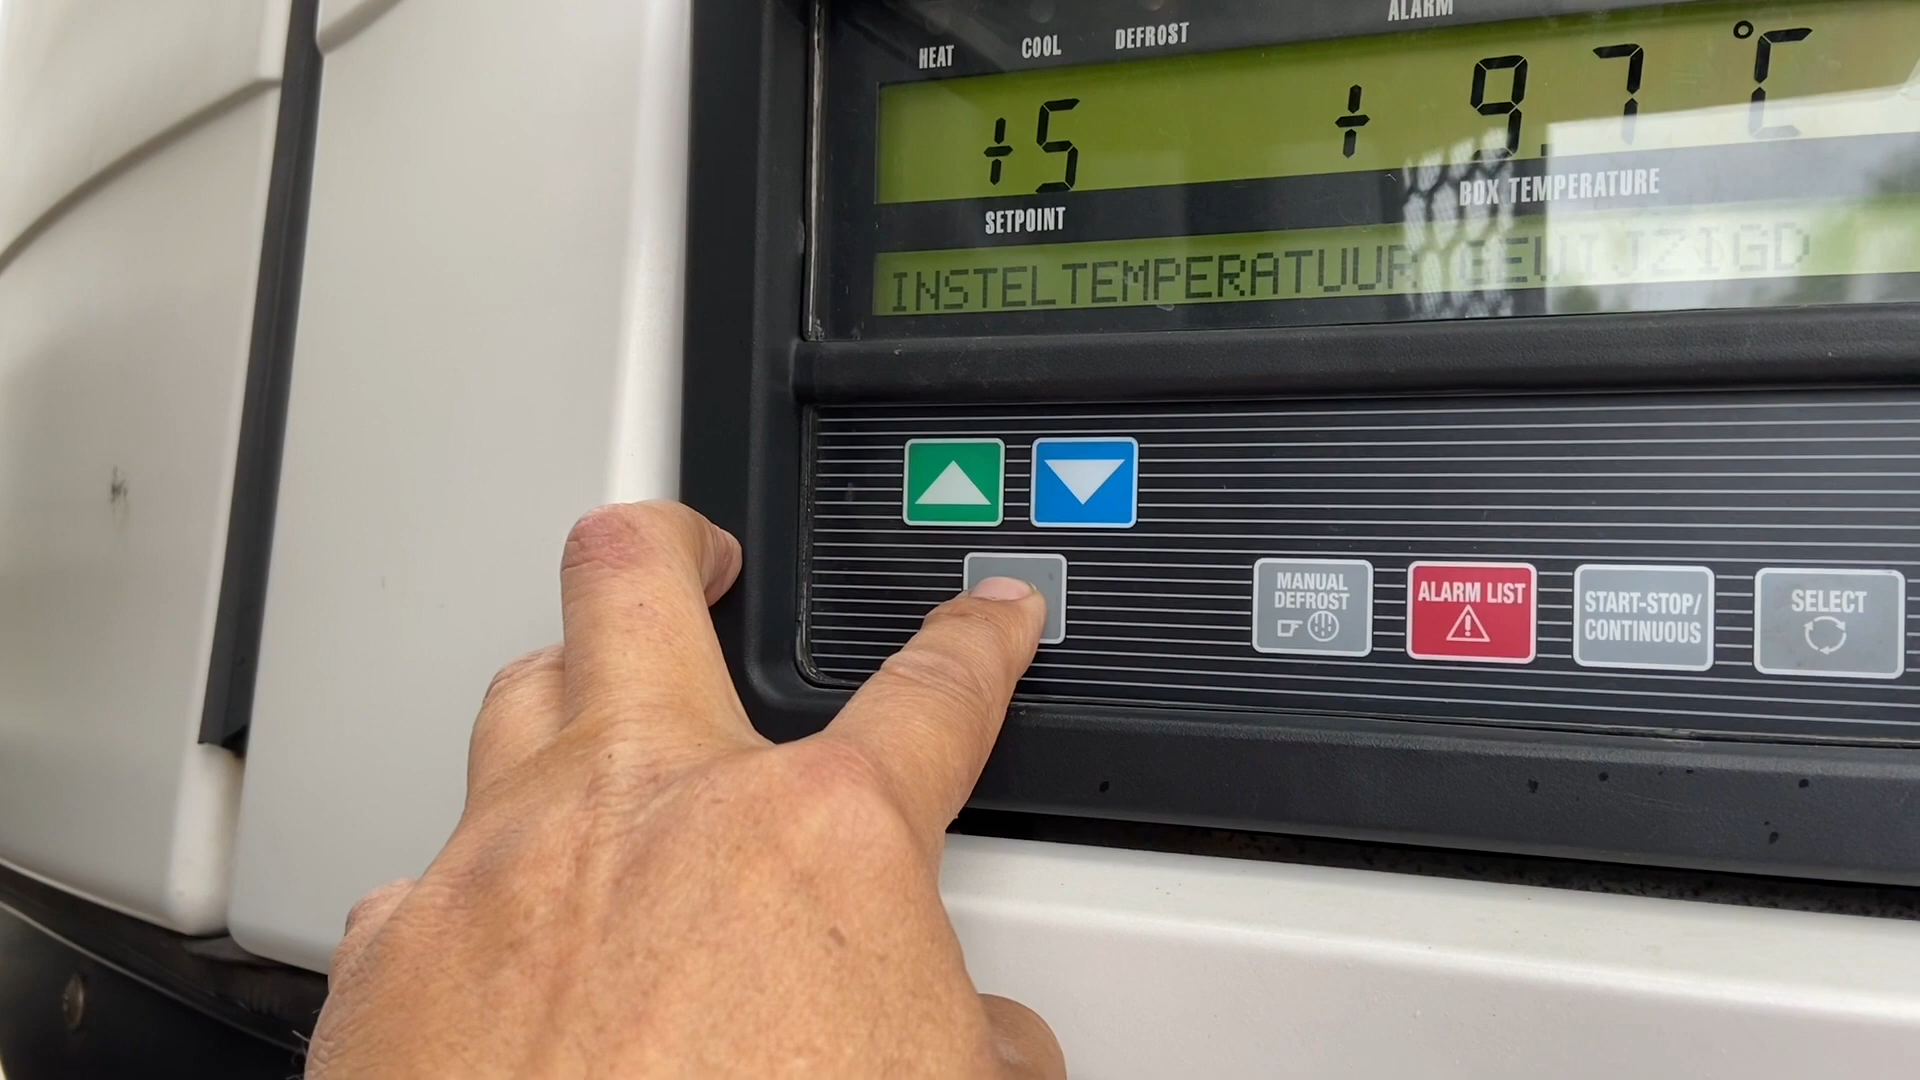 HEAT COOL DEFROST ALARM
+5 + 9.7 °C
SETPOINT BOX TEMPERATURE
INSTELTEMPERATUUR GEWIJZIGD
MANUAL
DEFROST
ALARM LIST
START-STOP/
CONTINUOUS
SELECT